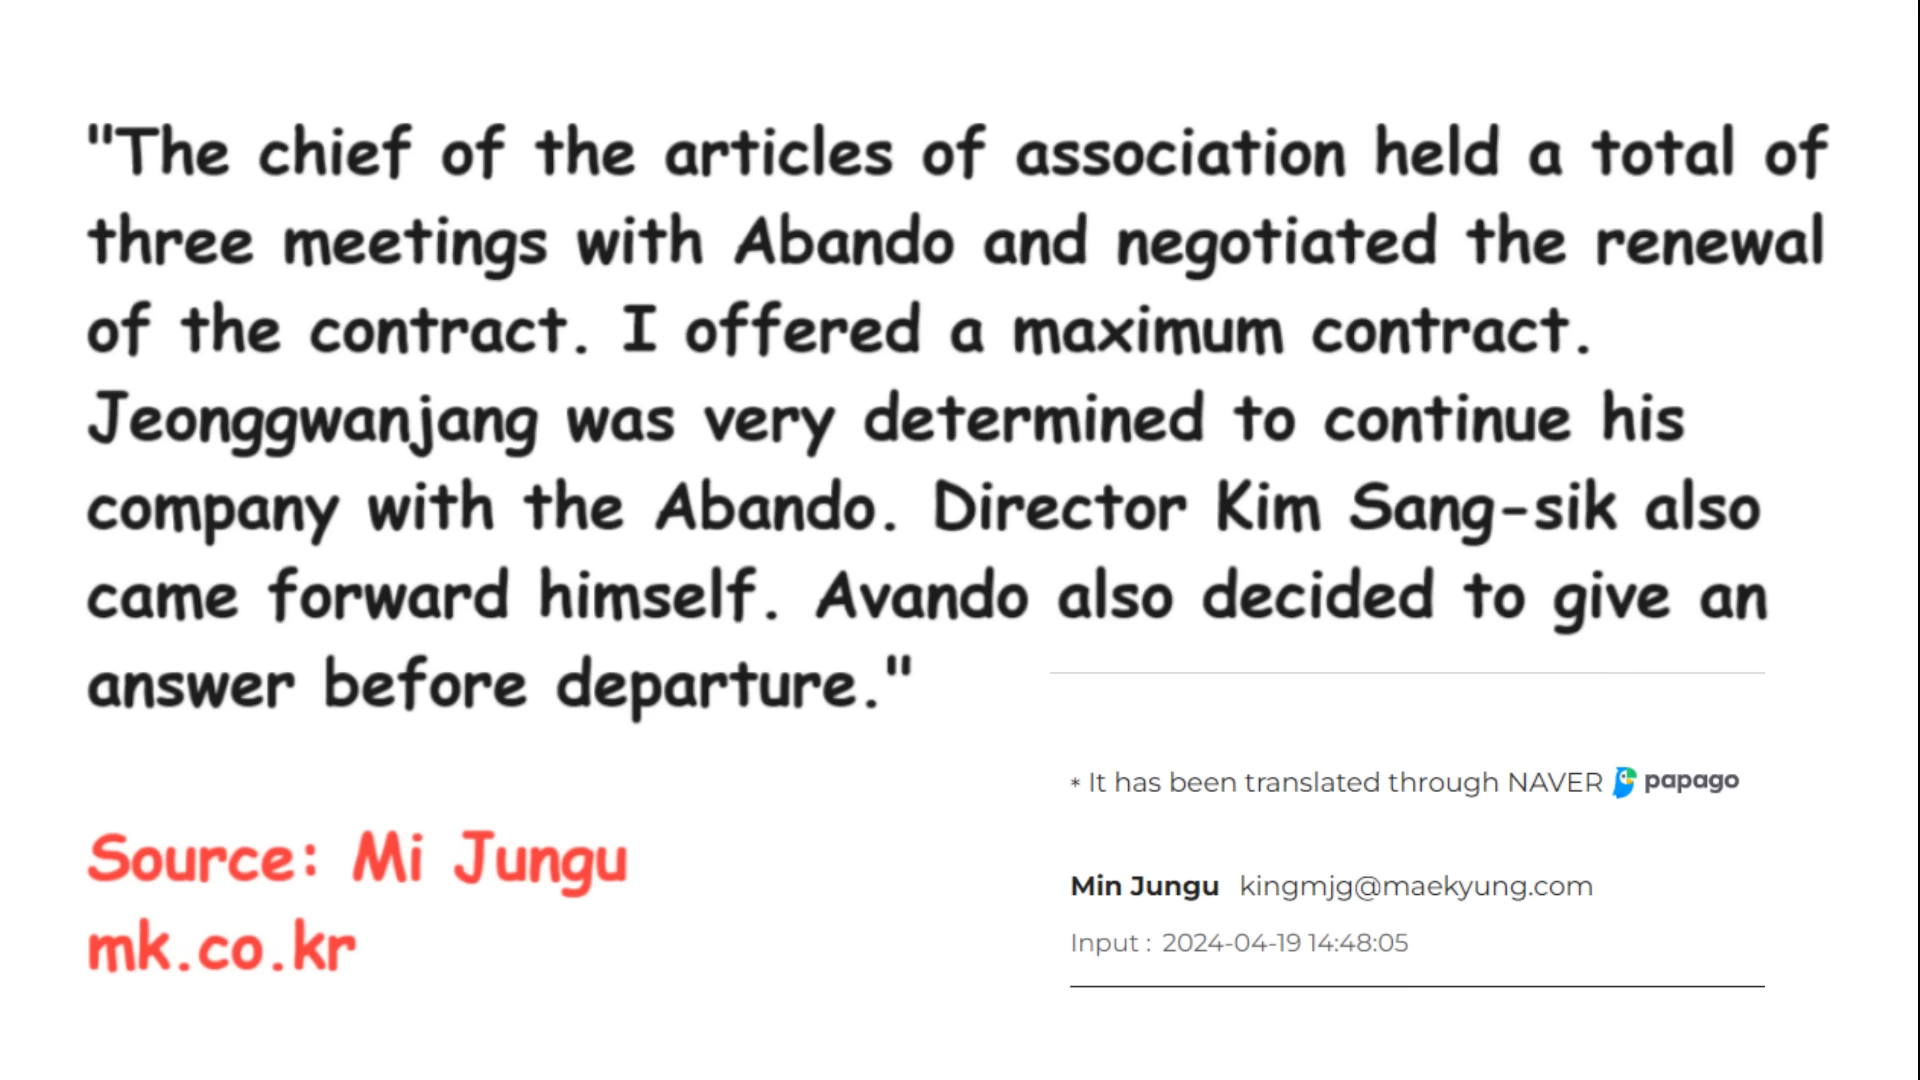 "The chief of the articles of association held a total of
three meetings with Abando and negotiated the renewal
of the contract. I offered a maximum contract.
Jeonggwanjang was very determined to continue his
company with the Abando. Director Kim Sang-sik also
came forward himself. Avando also decided to give an
answer before departure."
* It has been translated through NAVER papago
Source: Mi Jungu
mk.co.kr
Min Jungu kingmjg@maekyung.com
Input : 2024-04-19 14:48:05